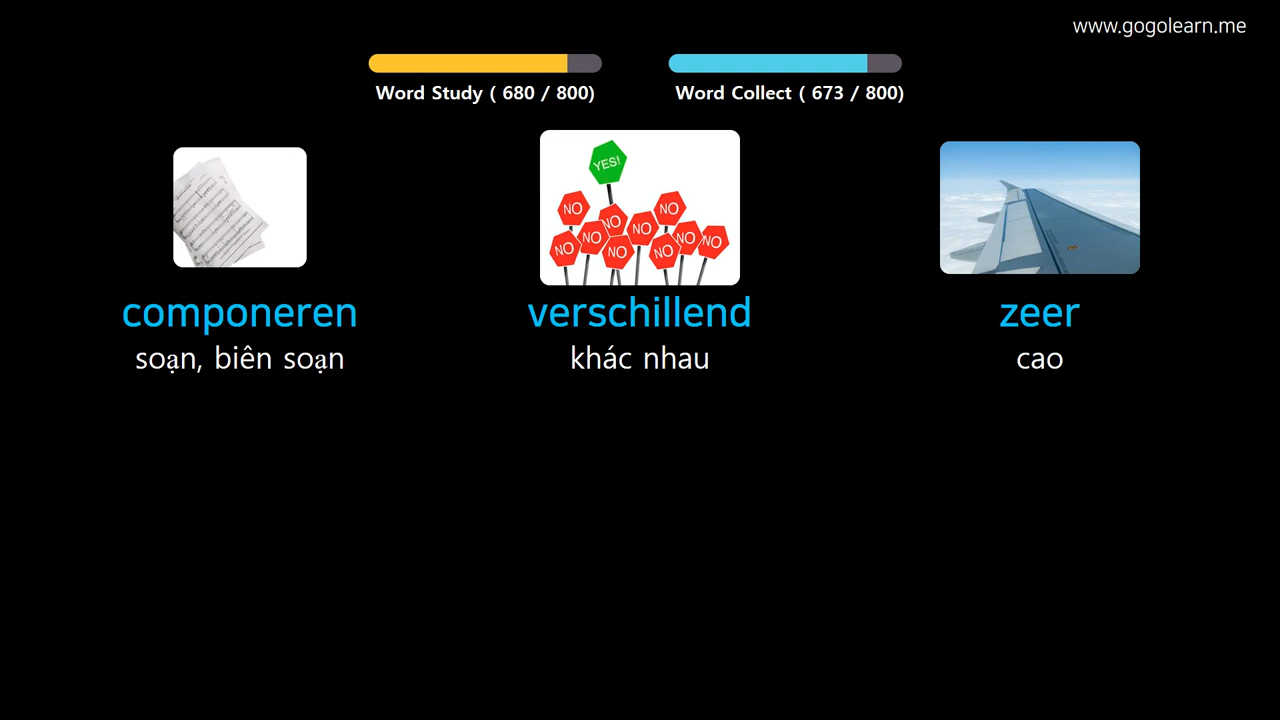 www.gogolearn.me
Word Study ( 680 / 800)
Word Collect ( 673 / 800)
YES!
NO
NO
NO
NO
NO
NO
NO
NO
NO
NO
componeren
verschillend
zeer
soạn, biên soạn
khác nhau
cao